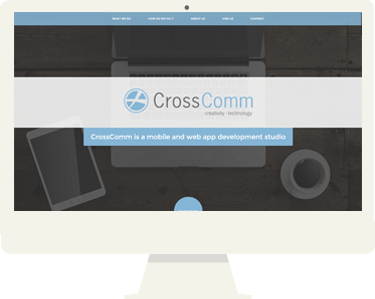 WHAT WE DO HOW WE DO IT ABOUT US JOIN US CONNECT
CrossComm
creativity · technology
CrossComm is a mobile and web app development studio